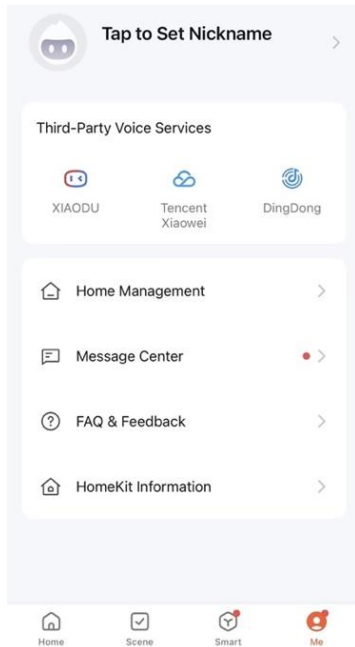 Tap to Set Nickname
Third-Party Voice Services
XIAODU
Tencent
Xiaowei
DingDong
Home Management
Message Center
FAQ & Feedback
HomeKit Information
Home
Scene
Smart
Me